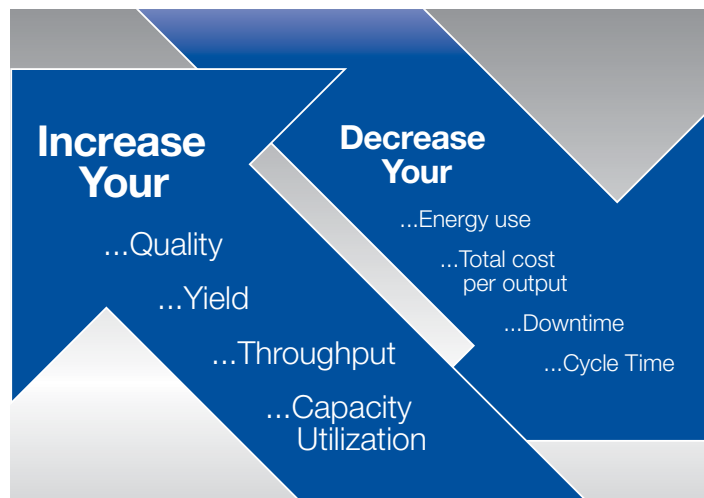 Increase
Your
...Quality
...Yield
...Throughput
...Capacity
Utilization
Decrease
Your
...Energy use
...Total cost
per output
...Downtime
...Cycle Time